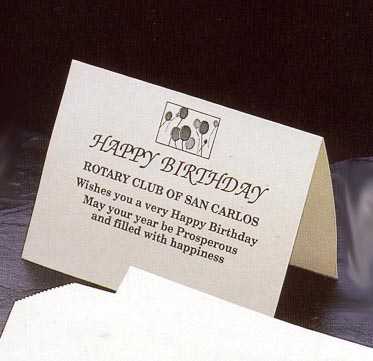 HAPPY BIRTHDAY
ROTARY CLUB OF SAN CARLOS
Wishes you a very Happy Birthday
May your year be Prosperous
and filled with happiness